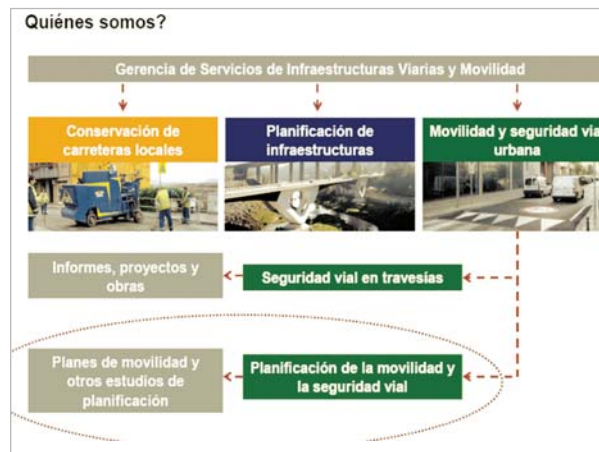 Quiénes somos?
Gerencia de Servicios de Infraestructuras Viarias y Movilidad
Conservación de
carreteras locales
Planificación de
infraestructuras
Movilidad y seguridad via
urbana
Informes, proyectos y
obras
Seguridad vial en travesías
Planes de movilidad y
otros estudios de
planificación
Planificación de la movilidad y
la seguridad vial